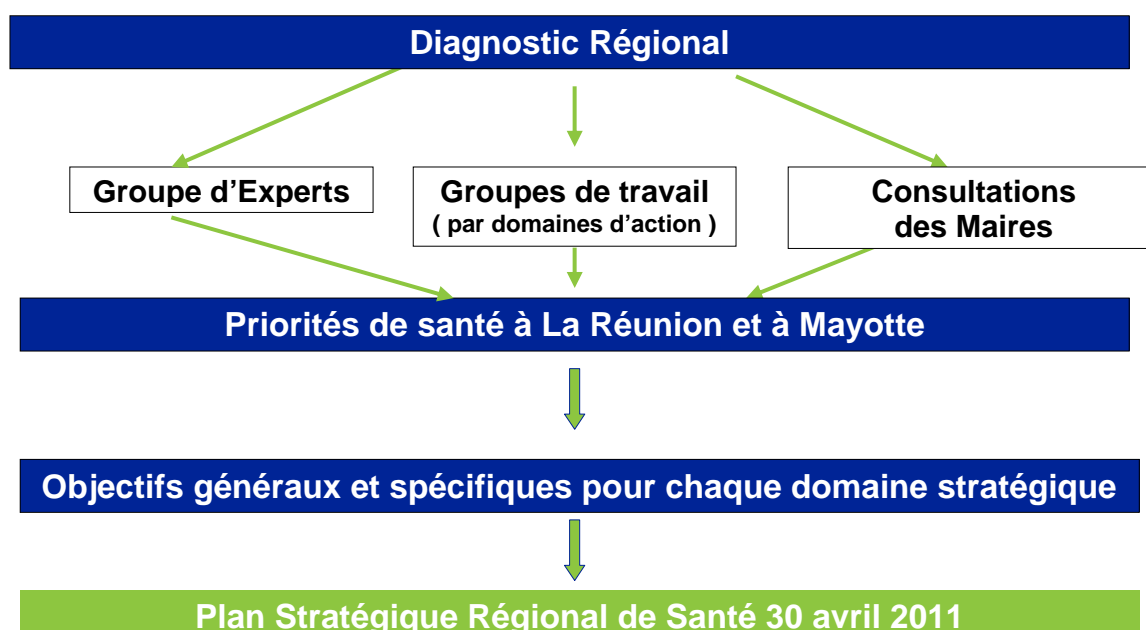 Diagnostic Régional
Groupe d’Experts
Groupes de travail
( par domaines d’action )
Consultations
des Maires
Priorités de santé à La Réunion et à Mayotte
Objectifs généraux et spécifiques pour chaque domaine stratégique
Plan Stratégique Régional de Santé 30 avril 2011